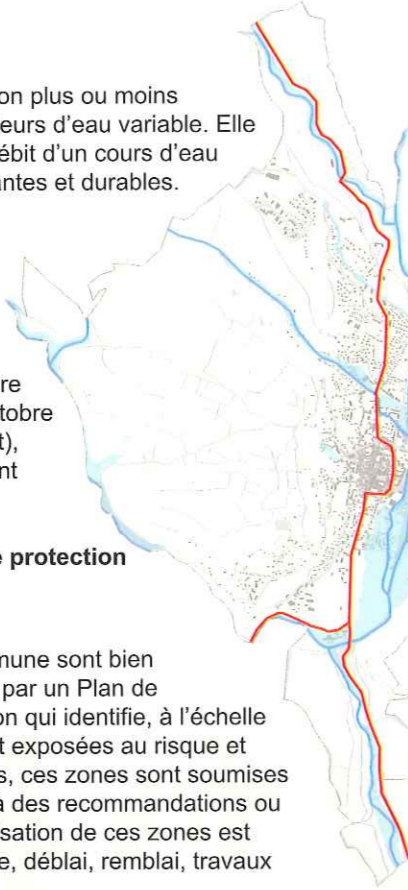 on plus ou moins
eurs d'eau variable. Elle
ébit d'un cours d'eau
antes et durables.
re
tobre
t),
nt
e protection
mune sont bien
par un Plan de
on qui identifie, à l'échelle
t exposées au risque et
s, ces zones sont soumises
à des recommandations ou
isation de ces zones est
e, déblai, remblai, travaux